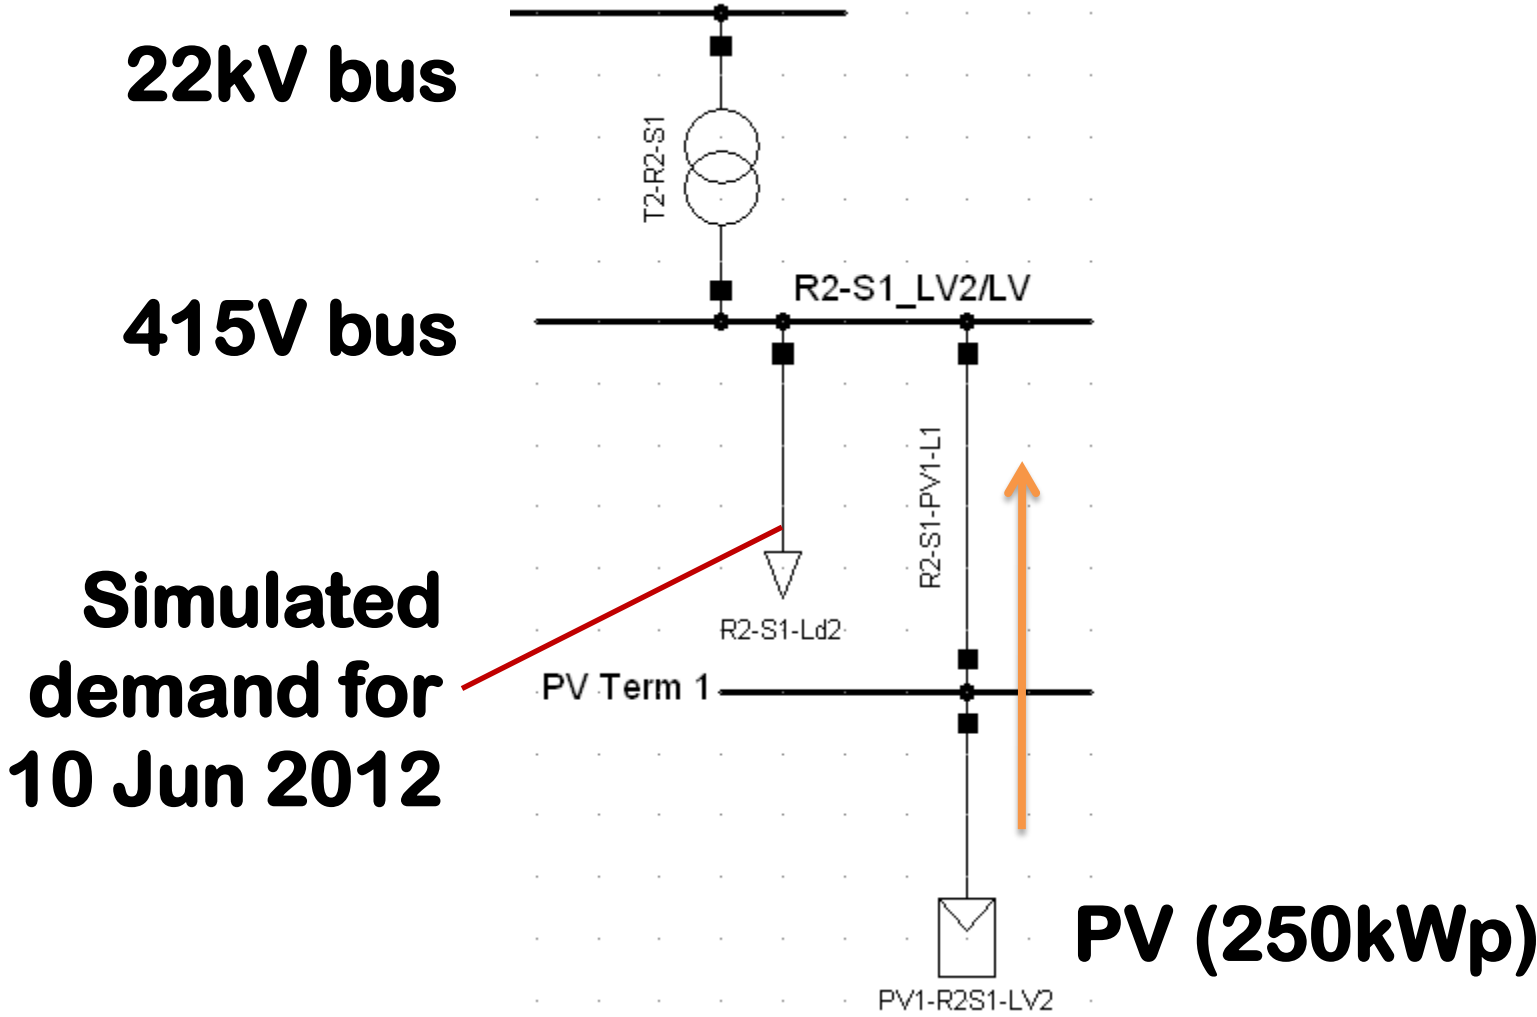 22kV bus
T2-R2-S1
R2-S1_LV2/LV
415V bus
R2-S1-PV1-L1
Simulated
demand for
10 Jun 2012
R2-S1-Ld2
PV Term 1
PV (250kWp)
PV1-R2S1-LV2